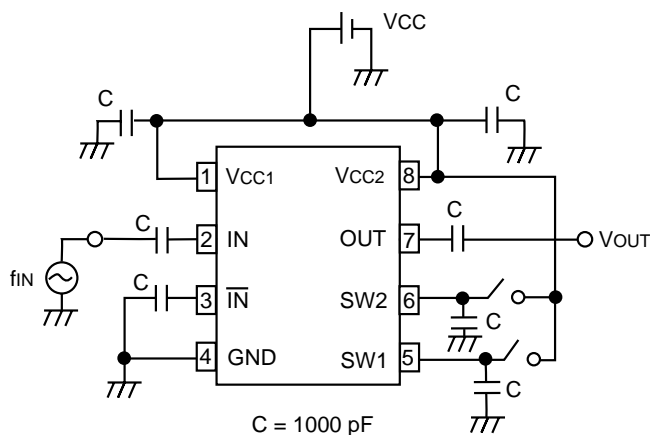 VCC
C
C
1 VCC1
VCC2 8
C
2 IN
OUT 7
C
VOUT
fIN
C
3 I̅N̅
SW2 6
C
4 GND
SW1 5
C
C = 1000 pF